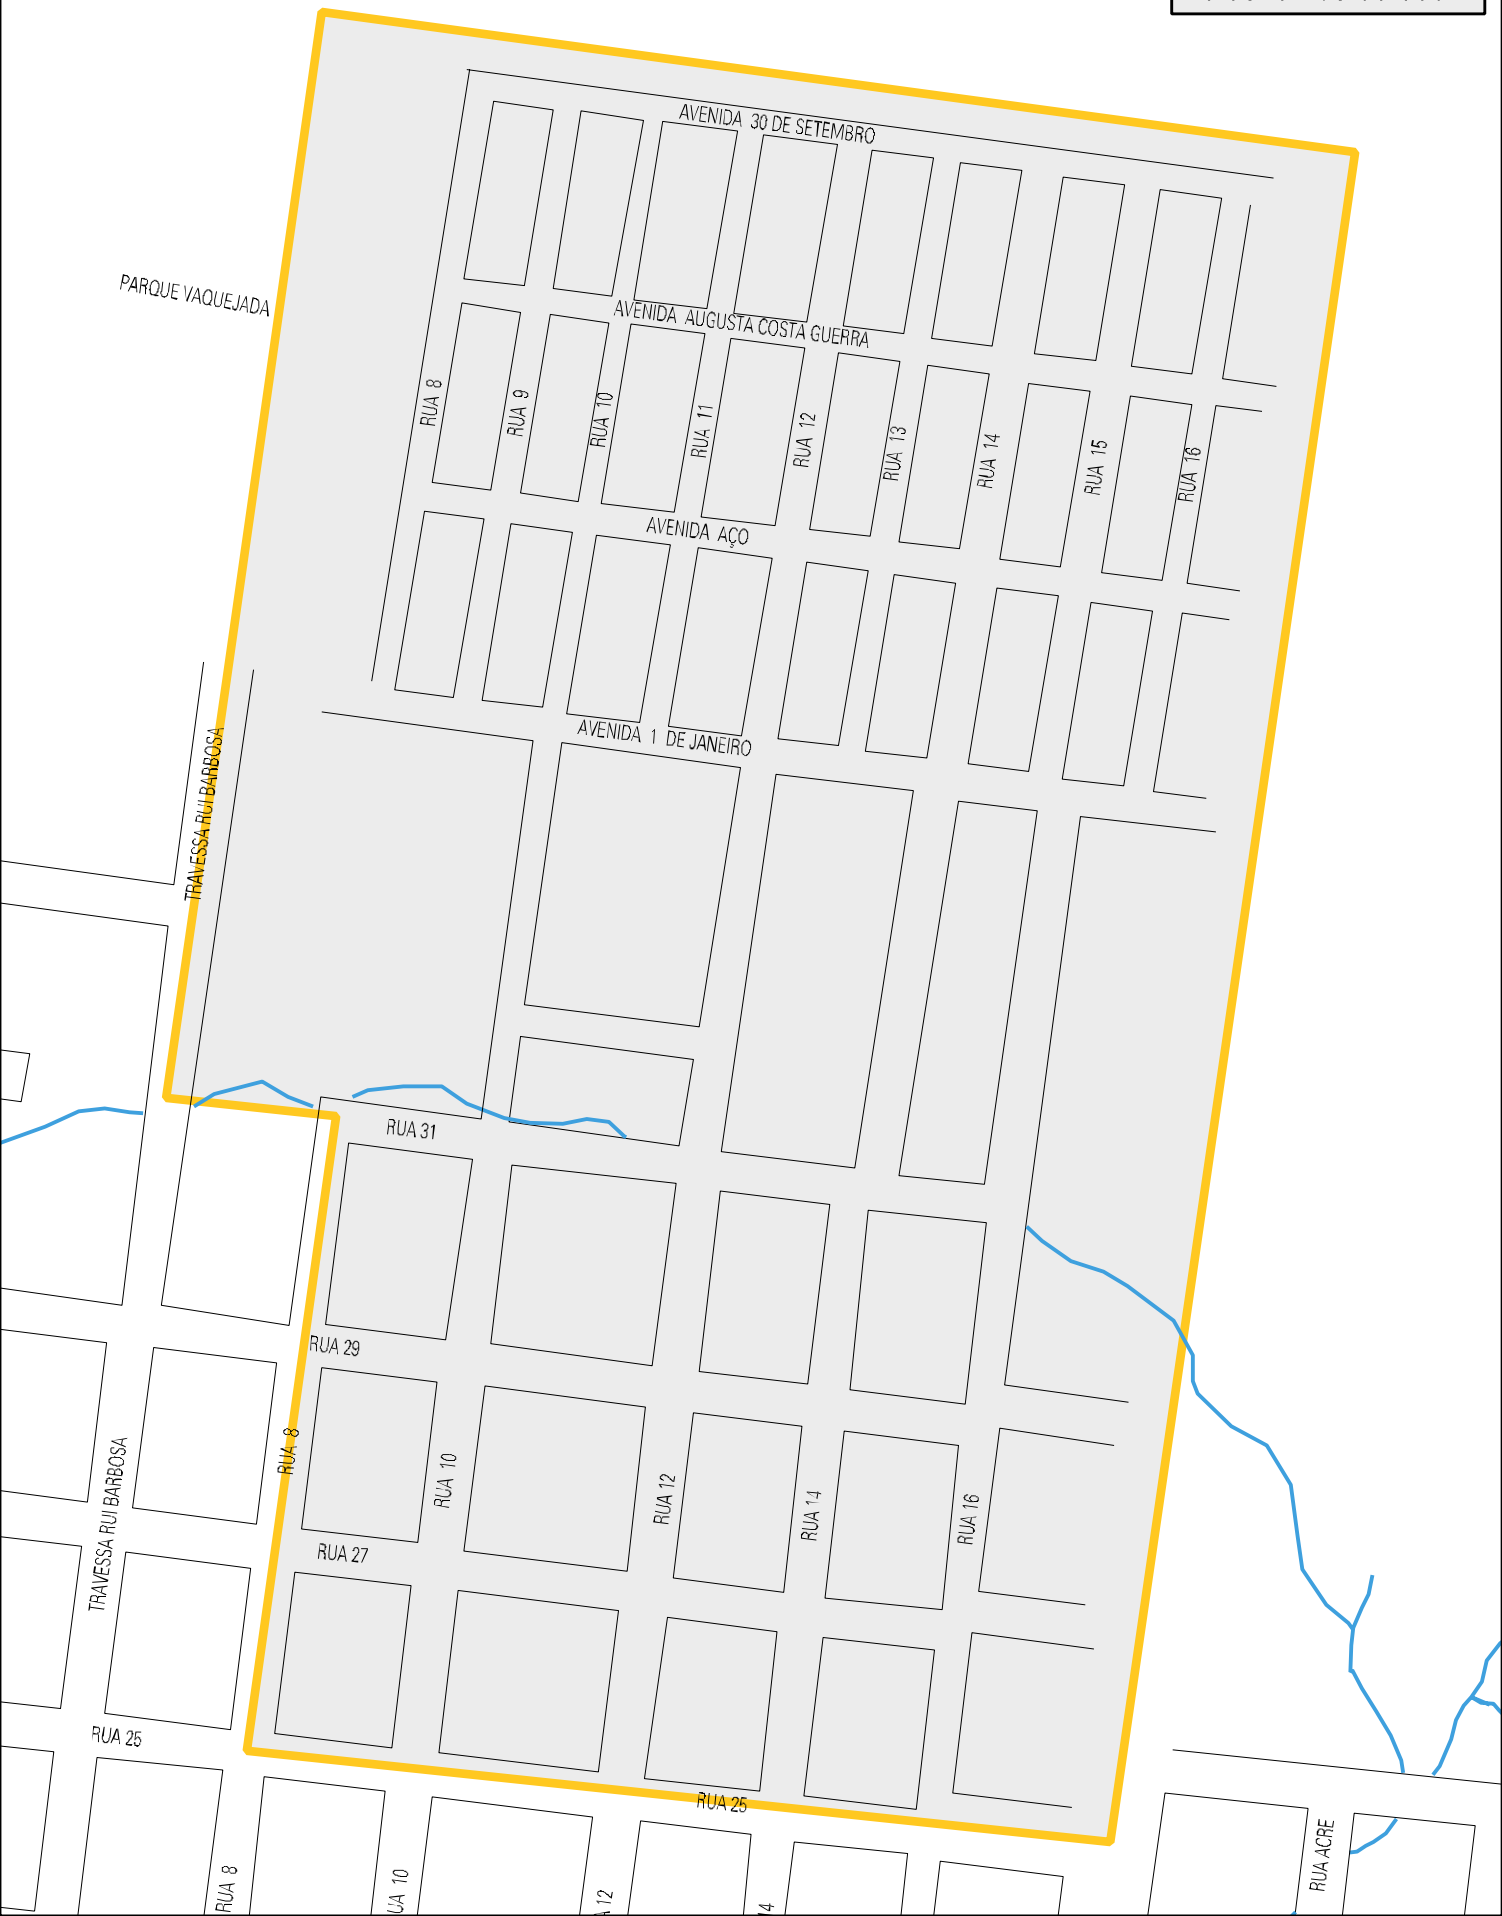 AVENIDA 30 DE SETEMBRO
PARQUE VAQUEJADA
AVENIDA AUGUSTA COSTA GUERRA
RUA 8
RUA 9
RUA 10
RUA 11
RUA 12
RUA 13
RUA 14
RUA 15
RUA 16
AVENIDA AÇO
AVENIDA 1 DE JANEIRO
TRAVESSA RUI BARBOSA
RUA 31
RUA 29
RUA 8
RUA 10
RUA 12
RUA 14
RUA 16
TRAVESSA RUI BARBOSA
RUA 27
RUA 25
RUA 25
RUA 8
UA 10
12
RUA ACRE